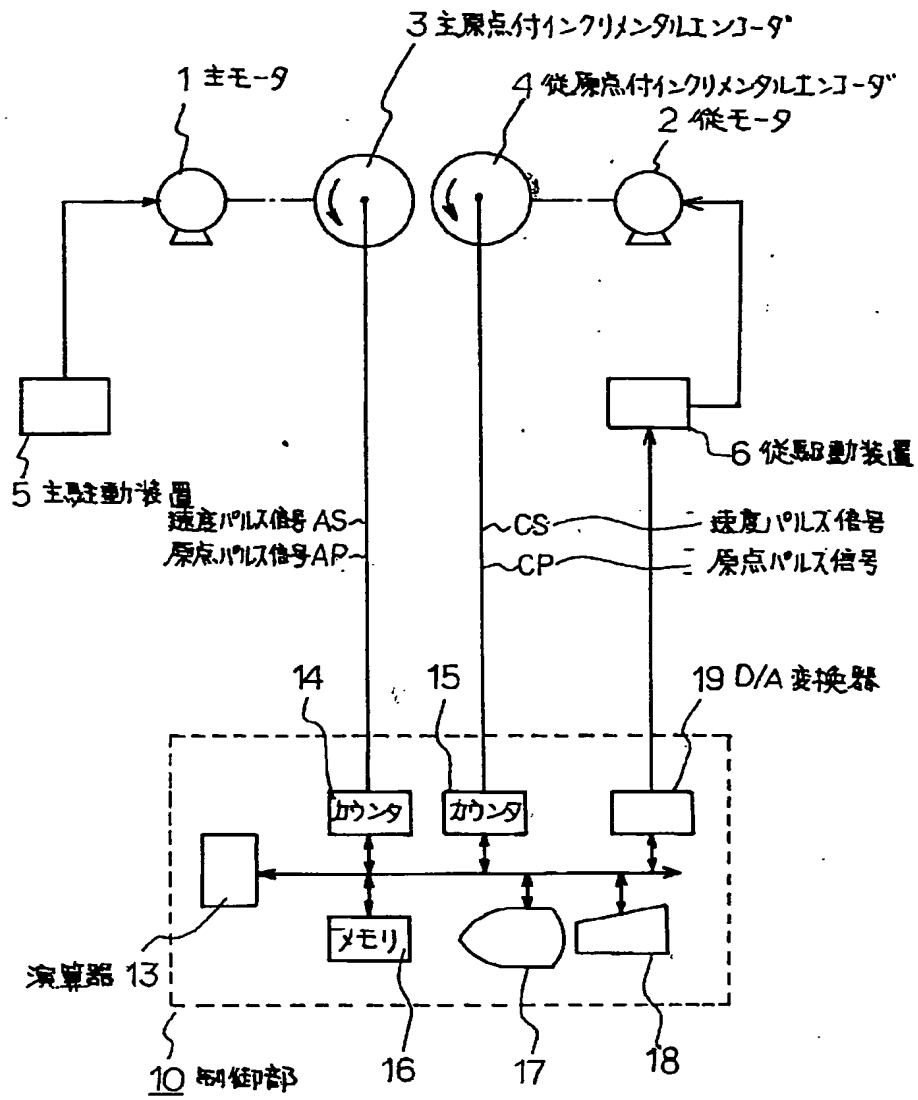 3 主原点付インクリメンタルエンコーダ
1 主モータ
4 従原点付インクリメンタルエンコーダ
2 従モータ
5 主駆動装置
6 従駆動装置
速度パルス信号 AS
原点パルス信号 AP
CS 速度パルス信号
CP 原点パルス信号
14
15
19 D/A 変換器
カウンタ
カウンタ
メモリ
演算器 13
16
17
18
10 制御部